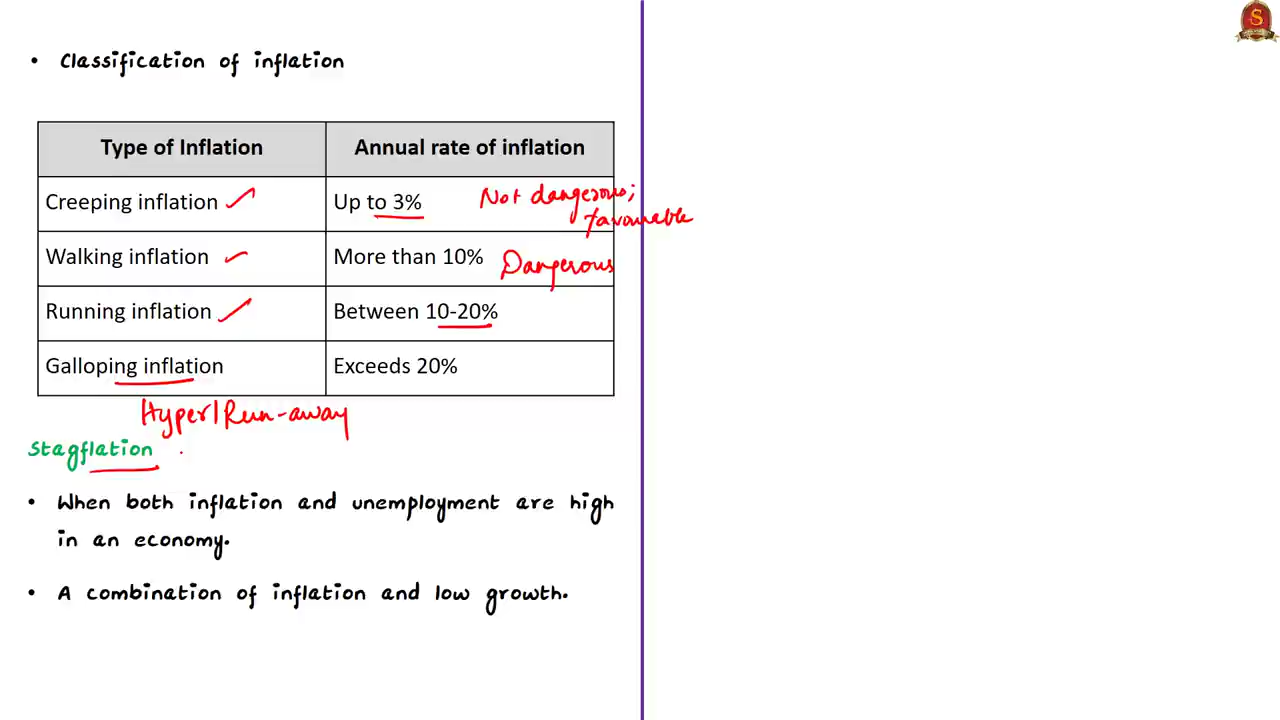 • Classification of inflation
Type of Inflation Annual rate of inflation
Creeping inflation Up to 3% Not dangerous;
favourable
Walking inflation More than 10% Dangerous
Running inflation Between 10-20%
Galloping inflation Exceeds 20%
Hyper/Run-away
Stagflation
• When both inflation and unemployment are high
in an economy.
• A combination of inflation and low growth.
S